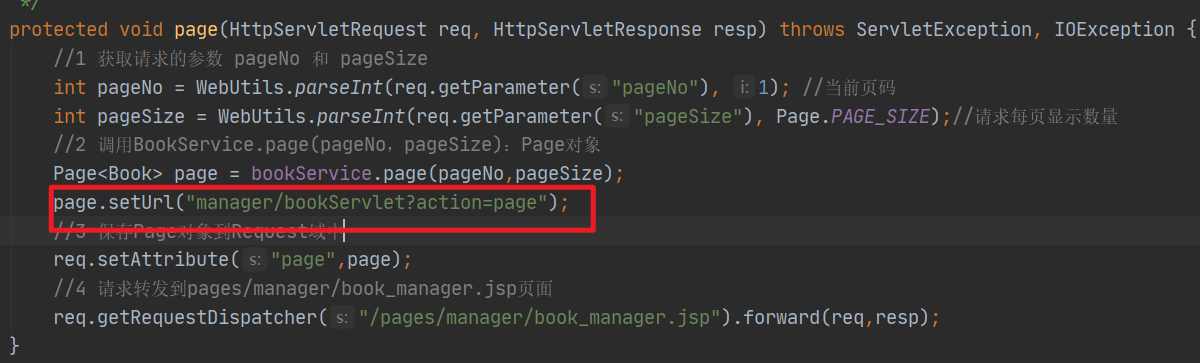 */
protected void page(HttpServletRequest req, HttpServletResponse resp) throws ServletException, IOException {
//1 获取请求的参数 pageNo 和 pageSize
int pageNo = WebUtils.parseInt(req.getParameter( s: "pageNo"), i: 1); //当前页码
int pageSize = WebUtils.parseInt(req.getParameter( s: "pageSize"), Page.PAGE_SIZE);//请求每页显示数量
//2 调用BookService.page(pageNo，pageSize)：Page对象
Page<Book> page = bookService.page(pageNo,pageSize);
page.setUrl("manager/bookServlet?action=page");
//3 保存Page对象到Request域中
req.setAttribute( s: "page",page);
//4 请求转发到pages/manager/book_manager.jsp页面
req.getRequestDispatcher( s: "/pages/manager/book_manager.jsp").forward(req,resp);
}